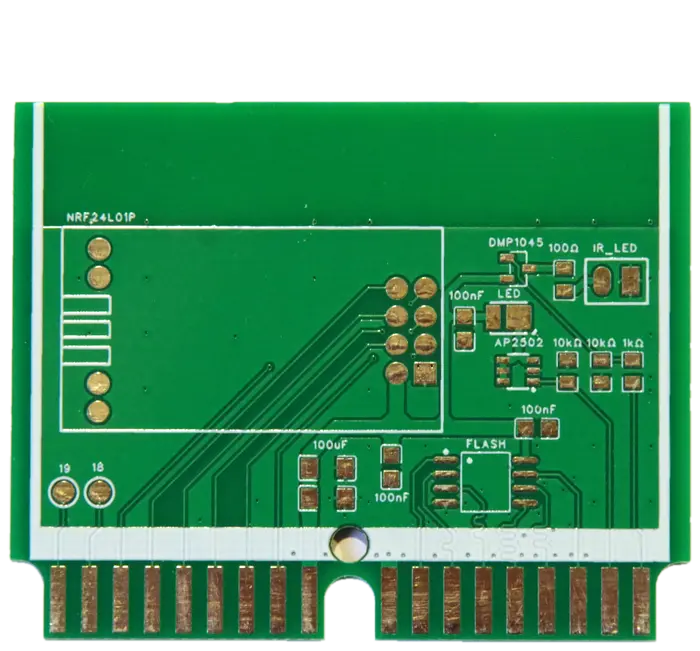 NRF24L01P
DMP1045
100Ω
IR_LED
100nF
LED
AP2502
10kΩ
10kΩ
1kΩ
100nF
100uF
FLASH
19
18
100nF